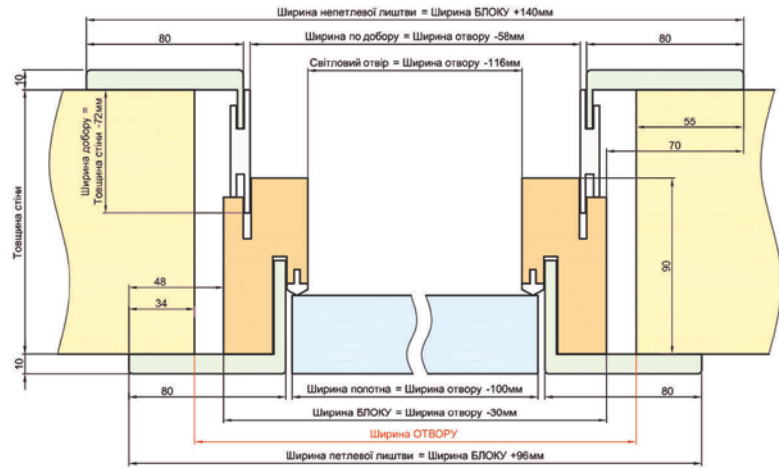 Ширина непетлевої лиштви = Ширина БЛОКУ +140мм
80
Ширина по добору = Ширина отвору -58мм
80
Світловий отвір = Ширина отвору -116мм
10
Ширина добору =
Товщина стіни -72мм
55
70
Товщина стіни
90
48
34
10
80
Ширина полотна = Ширина отвору -100мм
80
Ширина БЛОКУ = Ширина отвору -30мм
Ширина ОТВОРУ
Ширина петлевої лиштви = Ширина БЛОКУ +96мм